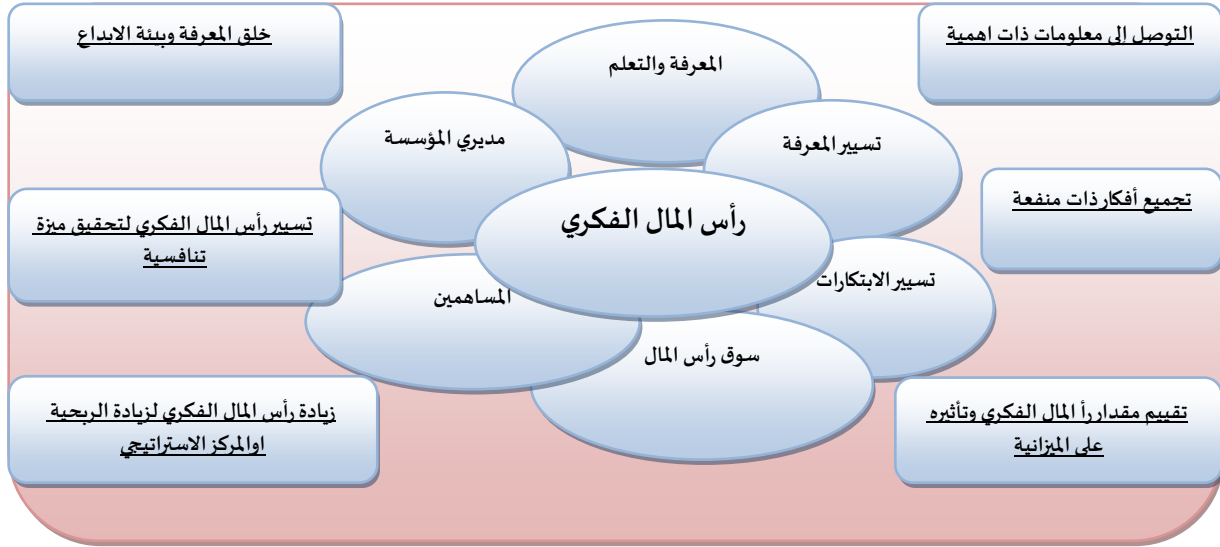 التوصل إلى معلومات ذات اهمية
خلق المعرفة وبيئة الابداع
المعرفة والتعلم
تسيير المعرفة
مديري المؤسسة
تجميع أفكار ذات منفعة
رأس المال الفكري
تسيير رأس المال الفكري لتحقيق ميزة
تنافسية
تسيير الابتكارات
المساهمين
سوق رأس المال
تقييم مقدار رأ المال الفكري وتأثيره
على الميزانية
زيادة رأس المال الفكري لزيادة الربحية
اوالمركز الاستراتيجي